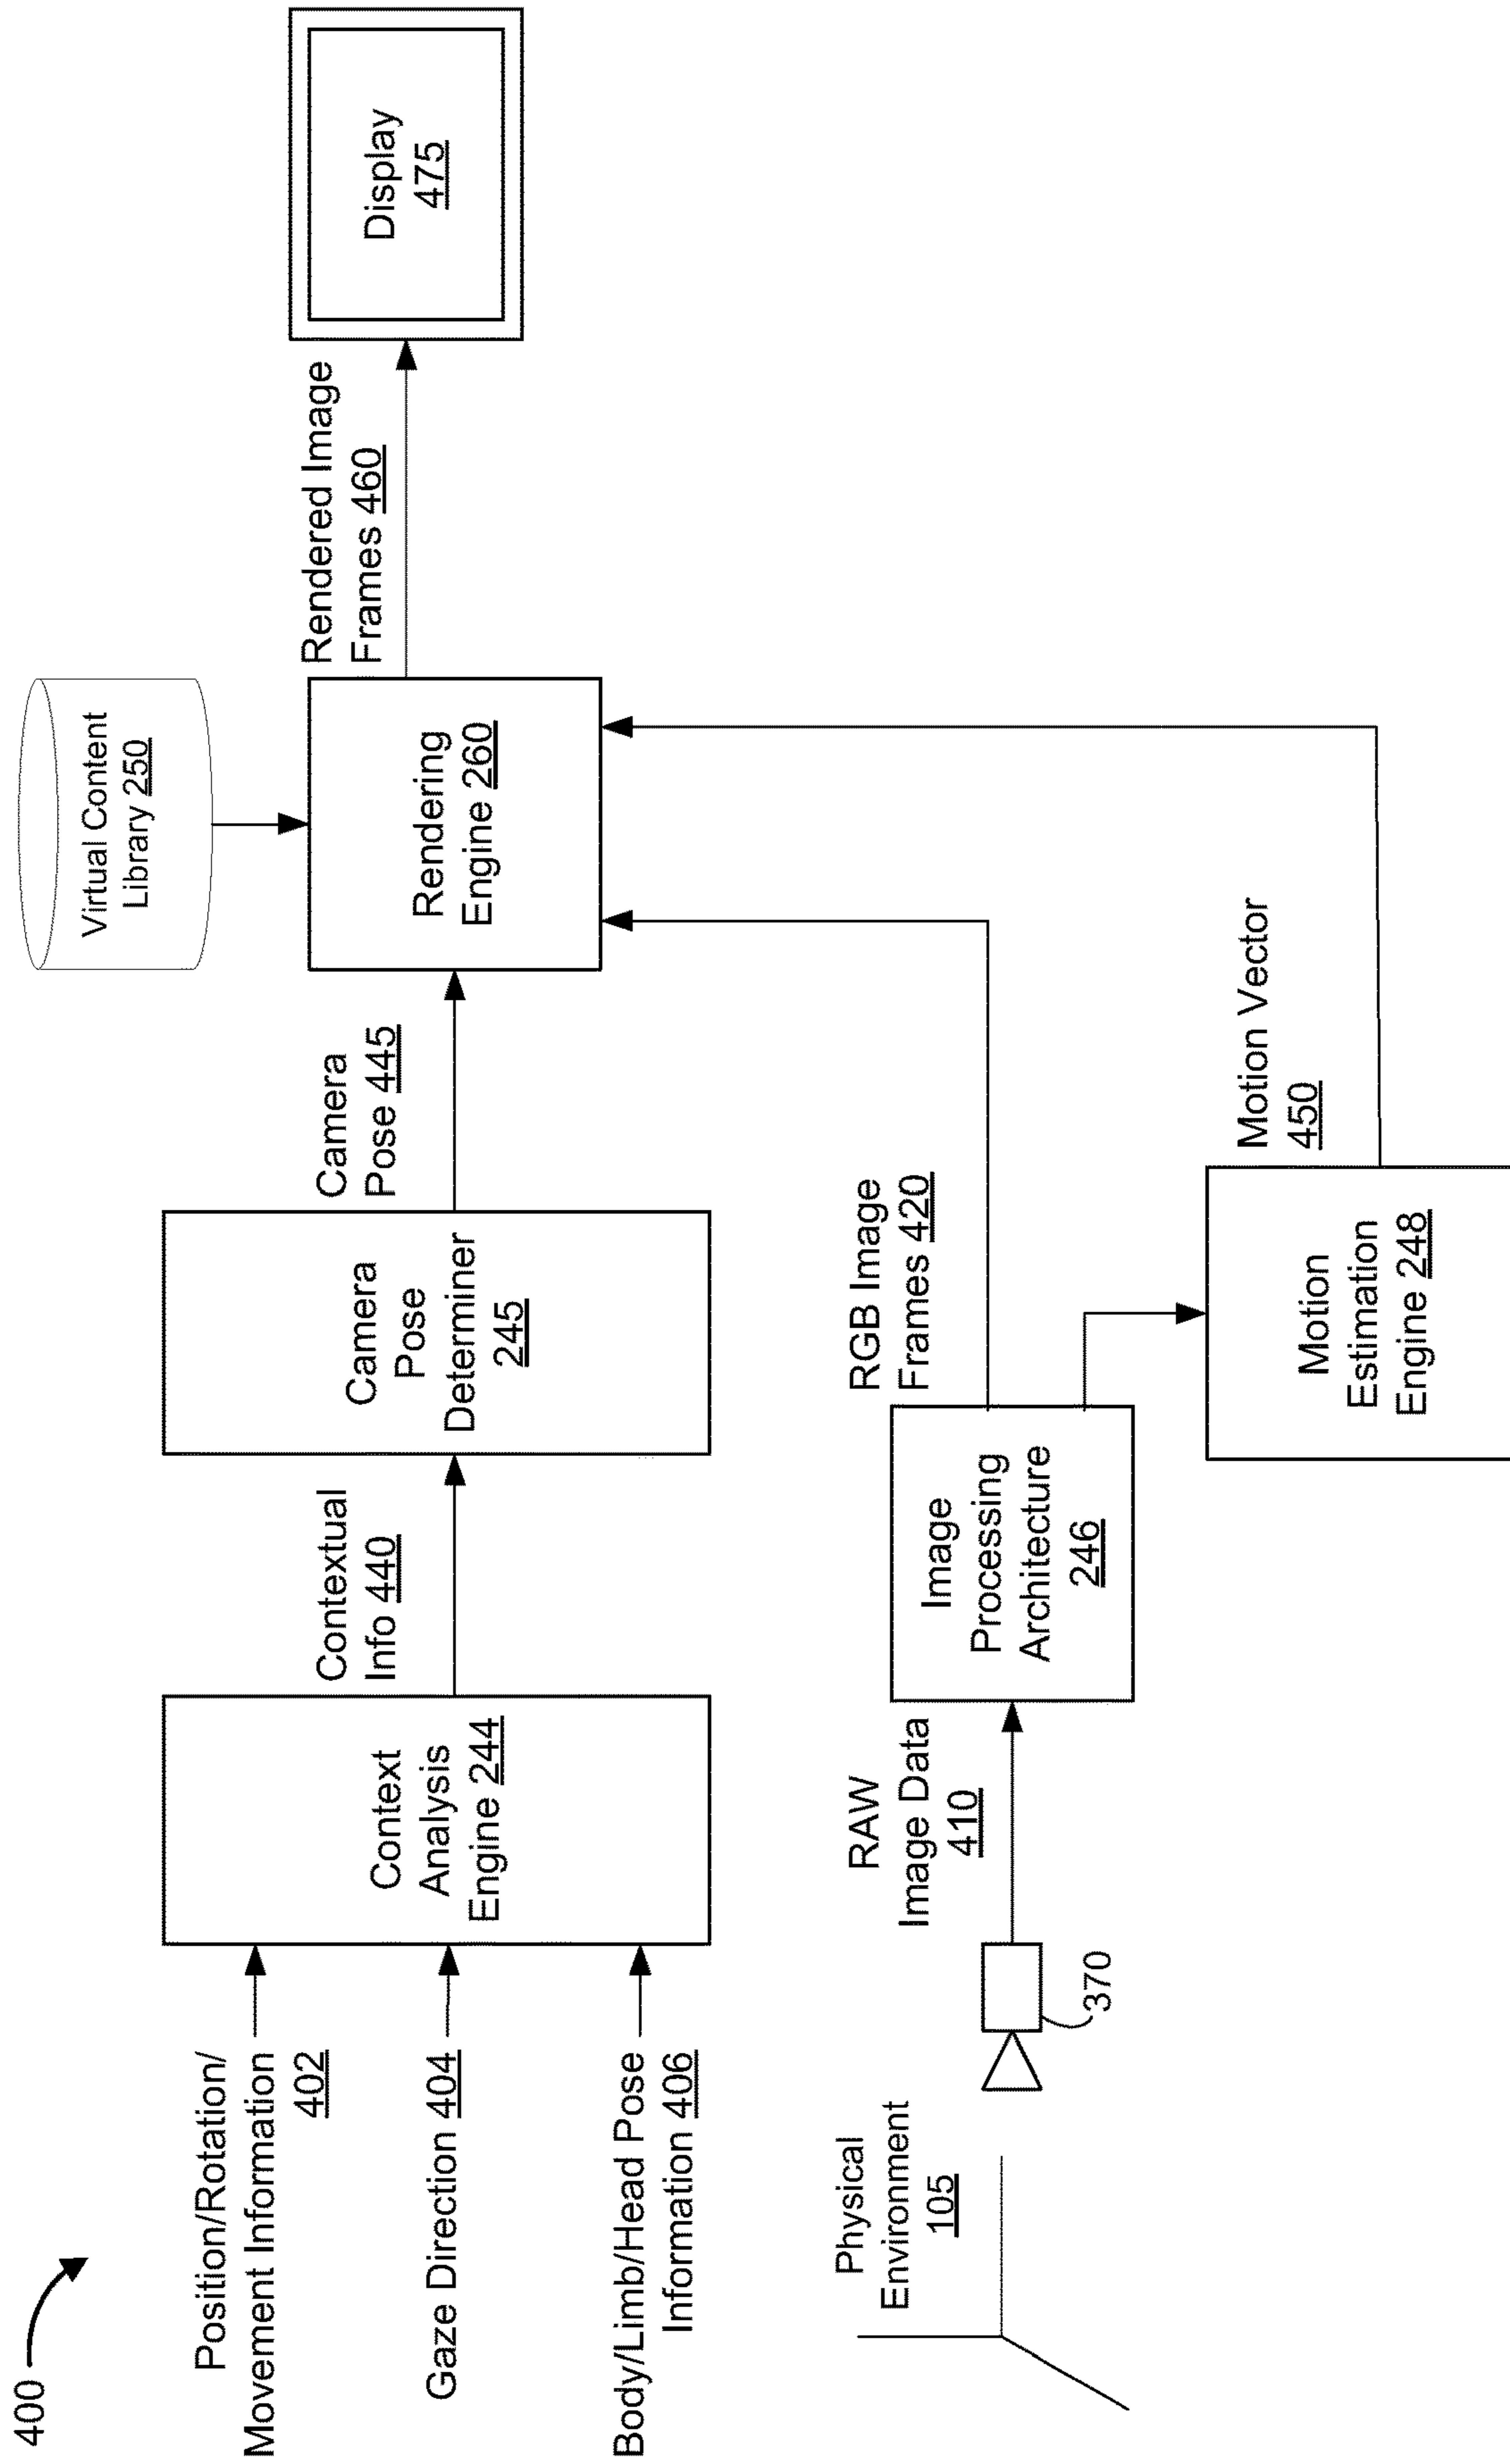 400
Position/Rotation/
Movement Information
402
Gaze Direction 404
Body/Limb/Head Pose
Information 406
Context
Analysis
Engine 244
Contextual
Info 440
Camera
Pose
Determiner
245
Camera
Pose 445
Virtual Content
Library 250
Rendering
Engine 260
Rendered Image
Frames 460
Display
475
Physical
Environment
105
370
RAW
Image Data
410
Image
Processing
Architecture
246
RGB Image
Frames 420
Motion
Estimation
Engine 248
Motion Vector
450